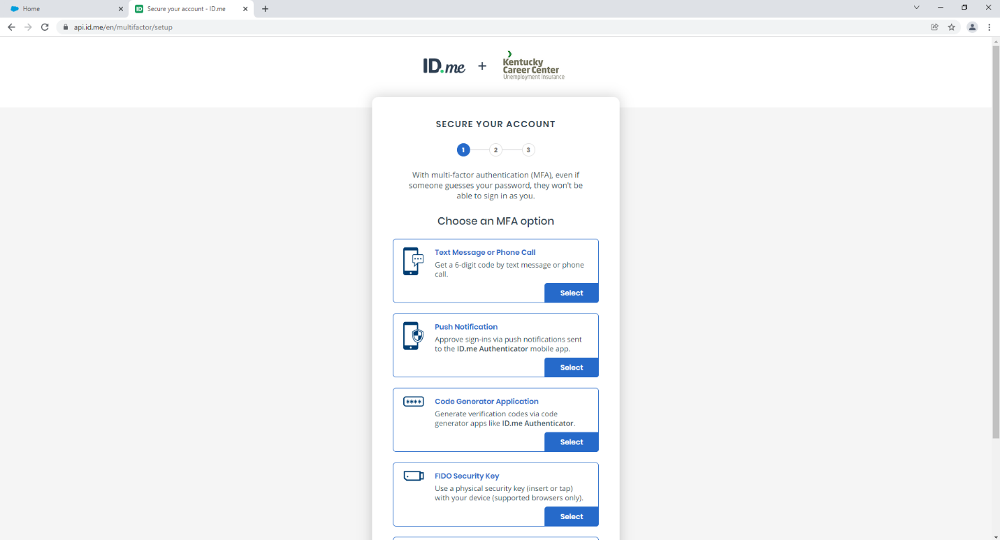 Home
ID
Secure your account - ID.me
api.id.me/en/multifactor/setup
ID.me + Kentucky
Career Center
Unemployment Insurance
SECURE YOUR ACCOUNT
1 2 3
With multi-factor authentication (MFA), even if
someone guesses your password, they won't be
able to sign in as you.
Choose an MFA option
Text Message or Phone Call
Get a 6-digit code by text message or phone
call.
Select
Push Notification
Approve sign-ins via push notifications sent
to the ID.me Authenticator mobile app.
Select
****
Code Generator Application
Generate verification codes via code
generator apps like ID.me Authenticator.
Select
FIDO Security Key
Use a physical security key (insert or tap)
with your device (supported browsers only).
Select